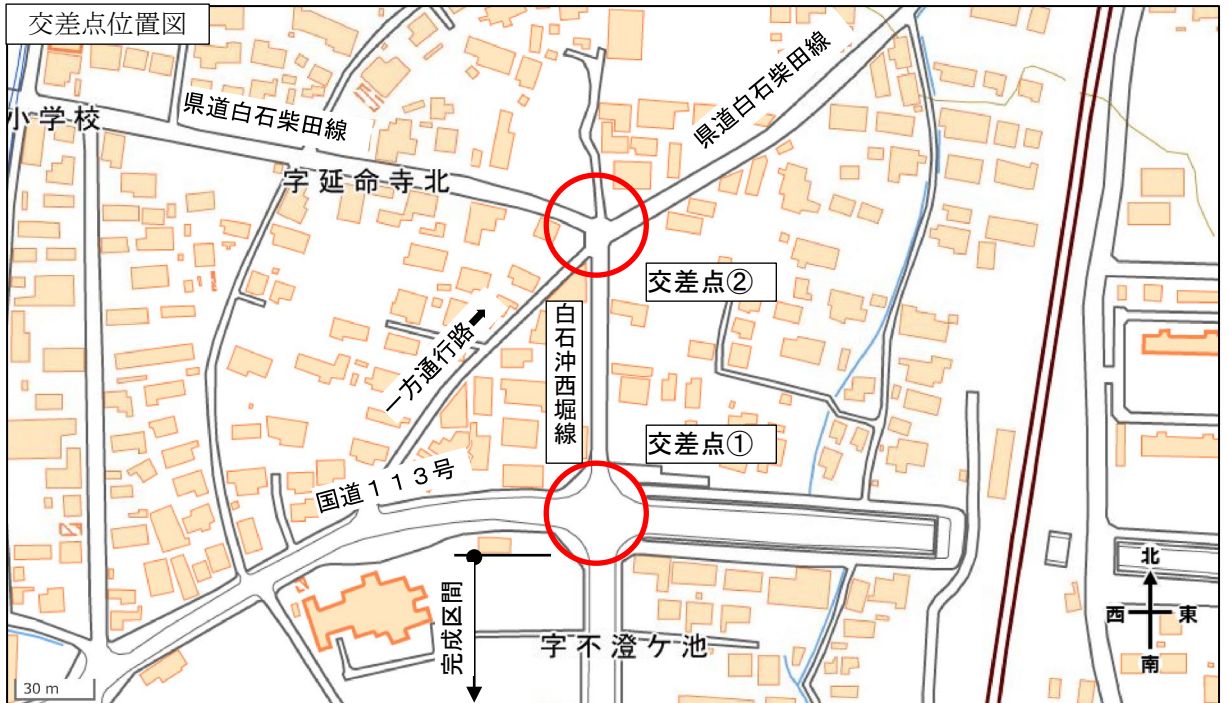 交差点位置図
県道白石柴田線
小学校
県道白石柴田線
字延命寺北
交差点②
一方通行路➡
白石沖西堀線
交差点①
国道113号
完成区間
字不澄ケ池
北
西
東
南
30 m